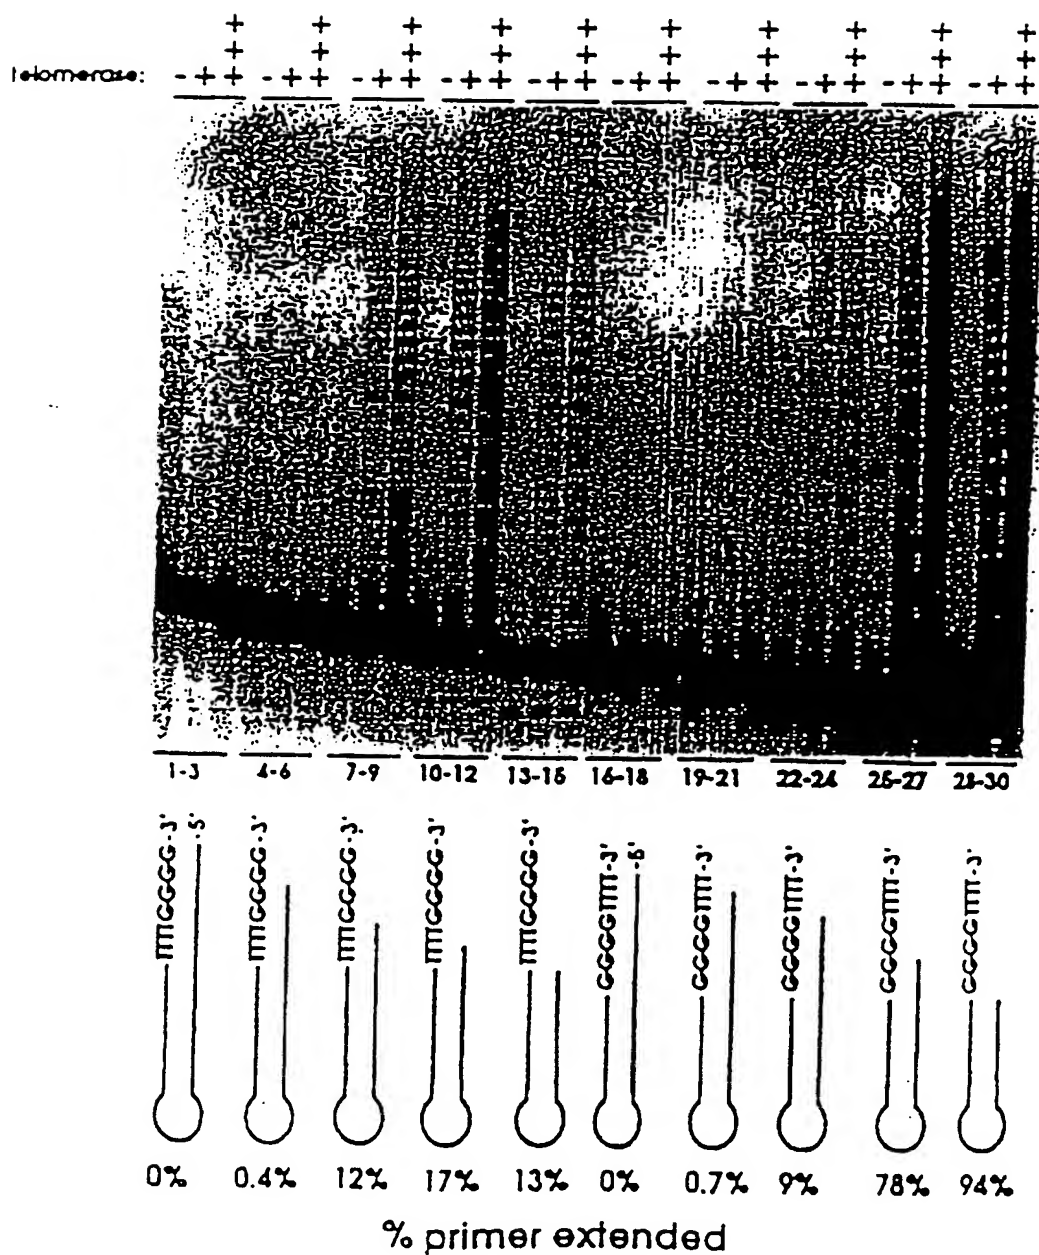 + + + + + + + + + +
+ + + + + + + + + +
telomerase: - + + - + + - + + - + + - + + - + + - + + - + + - + + - + +
1-3 4-6 7-9 10-12 13-15 16-18 19-21 22-24 25-27 28-30
TTTTGGGG-3' -5' TTTTGGGG-3' TTTTGGGG-3' TTTTGGGG-3' TTTTGGGG-3' GGGGTTTT-3' -5' GGGGTTTT-3' GGGGTTTT-3' GGGGTTTT-3' GGGGTTTT-3'
0% 0.4% 12% 17% 13% 0% 0.7% 9% 78% 94%
% primer extended